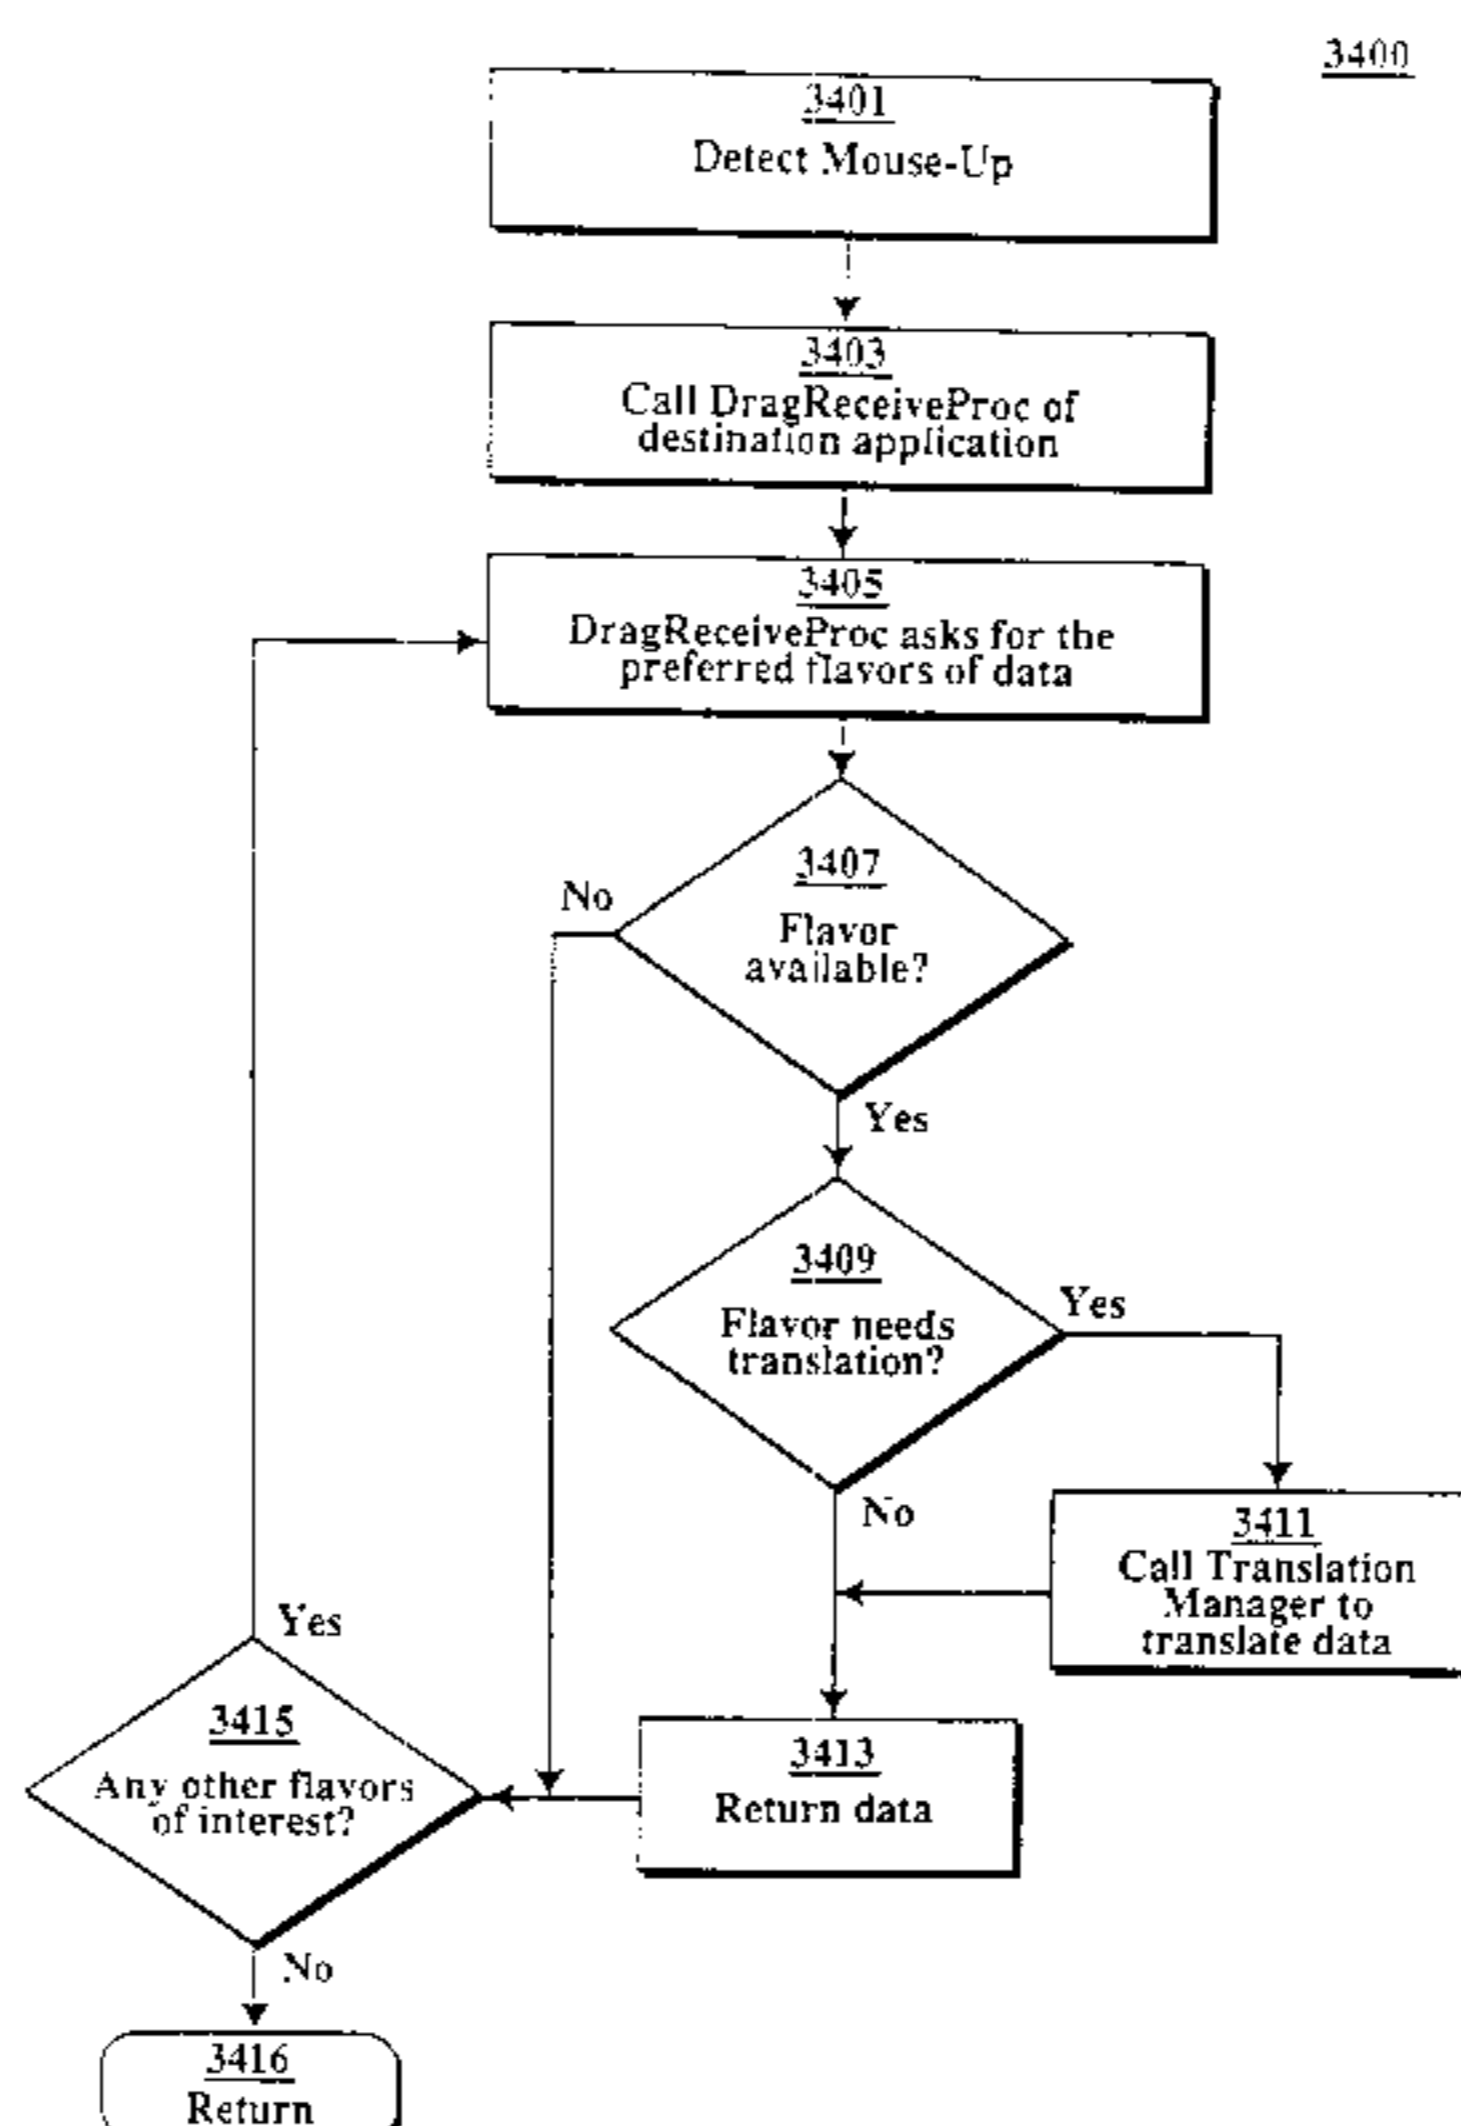 3400
3401
Detect Mouse-Up
3403
Call DragReceiveProc of
destination application
3405
DragReceiveProc asks for the
preferred flavors of data
3407
No
Flavor
available?
Yes
3409
Yes
Flavor needs
translation?
No
3411
Call Translation
Manager to
translate data
Yes
3415
Any other flavors
of interest?
3413
Return data
No
3416
Return